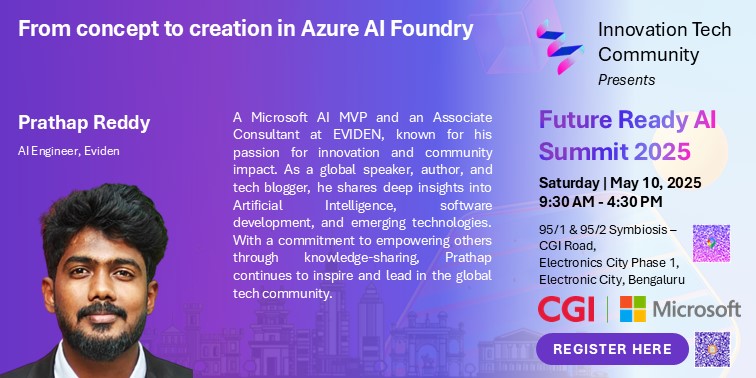 From concept to creation in Azure AI Foundry
Prathap Reddy
AI Engineer, Eviden
A Microsoft AI MVP and an Associate
Consultant at EVIDEN, known for his
passion for innovation and community
impact. As a global speaker, author, and
tech blogger, he shares deep insights into
Artificial Intelligence, software
development, and emerging technologies.
With a commitment to empowering others
through knowledge-sharing, Prathap
continues to inspire and lead in the global
tech community.
Innovation Tech
Community
Presents
Future Ready AI
Summit 2025
Saturday | May 10, 2025
9:30 AM - 4:30 PM
95/1 & 95/2 Symbiosis –
CGI Road,
Electronics City Phase 1,
Electronic City, Bengaluru
CGI | Microsoft
REGISTER HERE